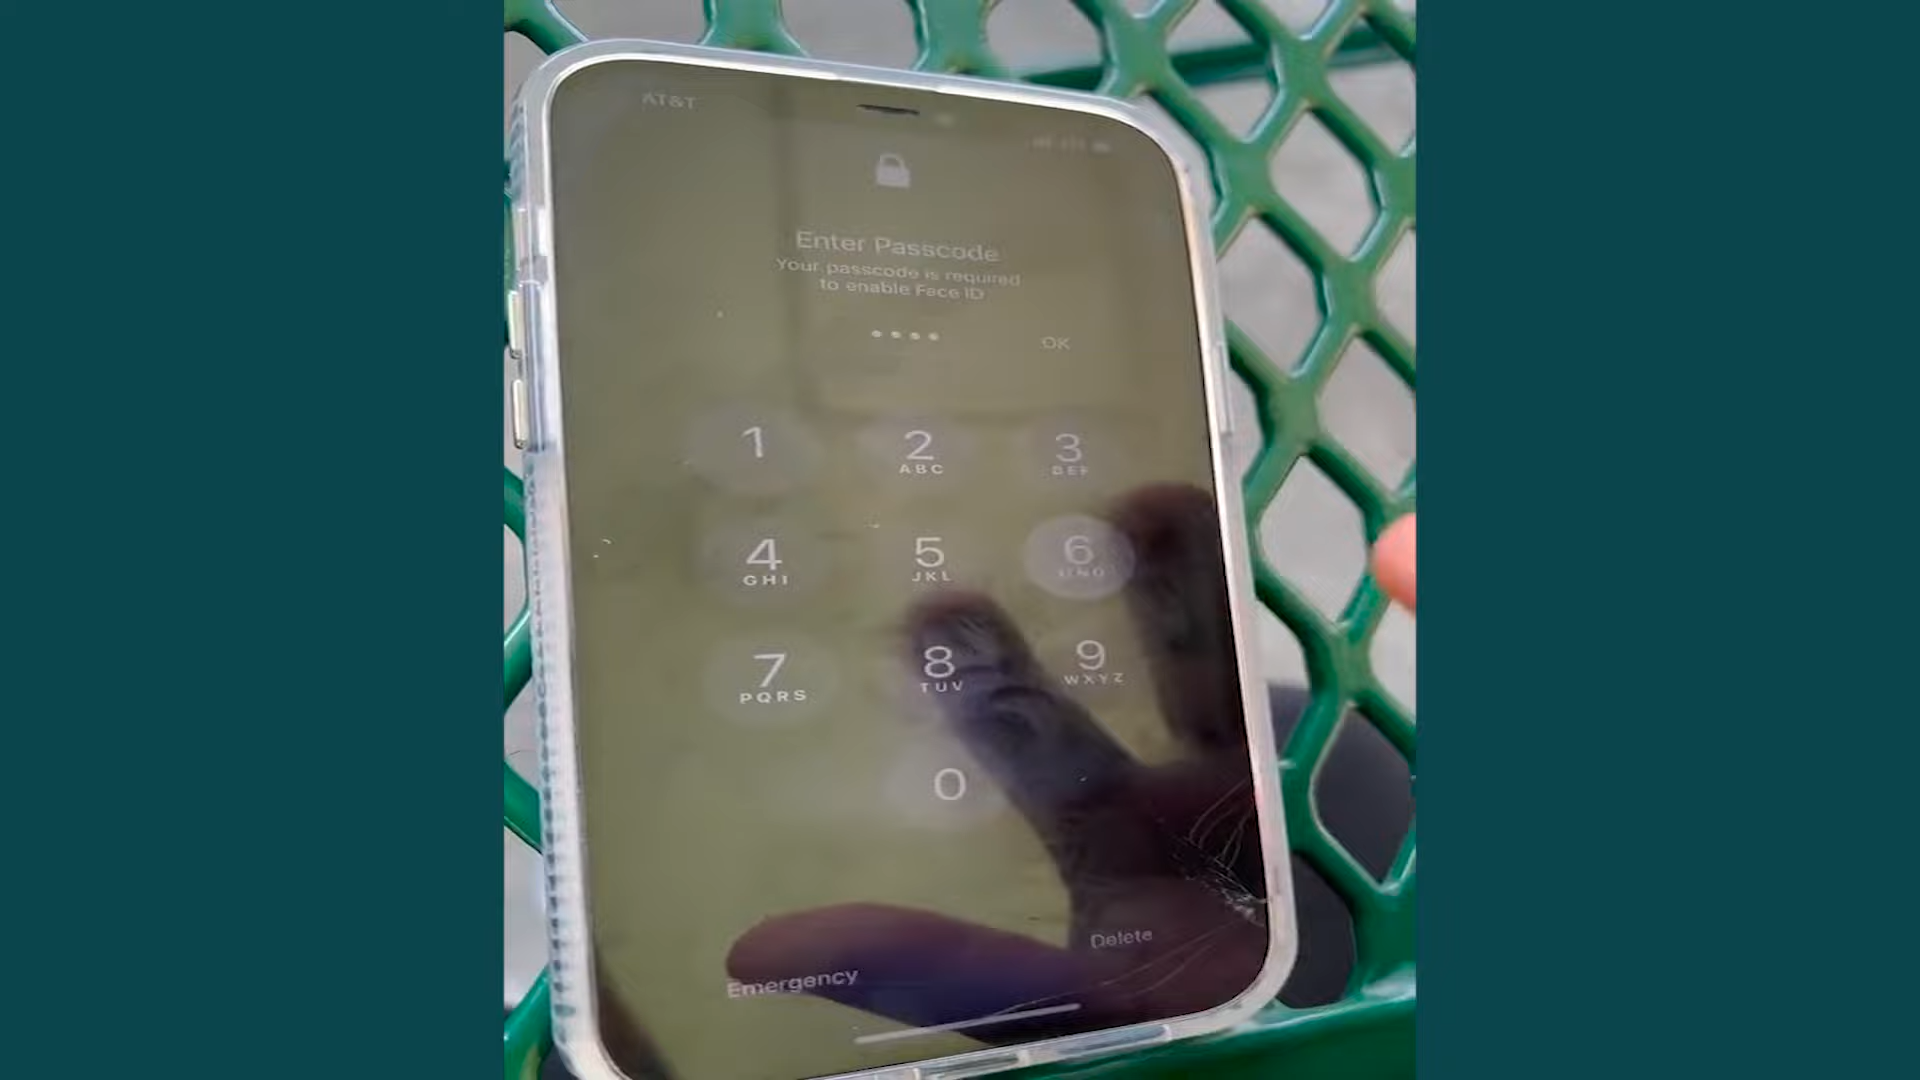 AT&T
Enter Passcode
Your passcode is required
to enable Face ID
OK
1
2
ABC
3
DEF
4
GHI
5
JKL
6
MNO
7
PQRS
8
TUV
9
WXYZ
0
Delete
Emergency